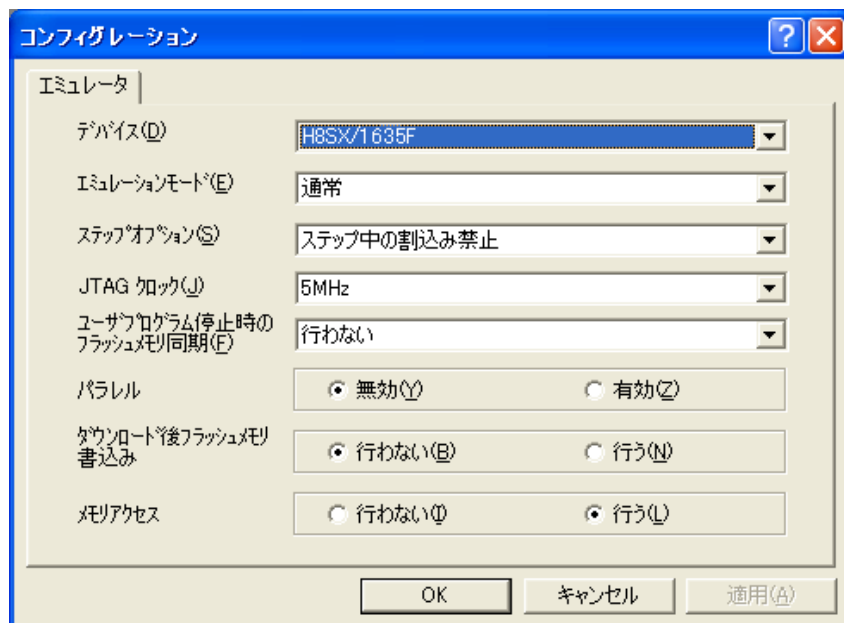 コンフィグレーション
エミュレータ
デバイス(D)
H8SX/1635F
エミュレーションモード(E)
通常
ステップオプション(S)
ステップ中の割込み禁止
JTAG クロック(J)
5MHz
ユーザプログラム停止時の
フラッシュメモリ同期(F)
行わない
パラレル
無効(Y)
有効(Z)
ダウンロード後フラッシュメモリ
書込み
行わない(B)
行う(N)
メモリアクセス
行わない(I)
行う(L)
OK
キャンセル
適用(A)